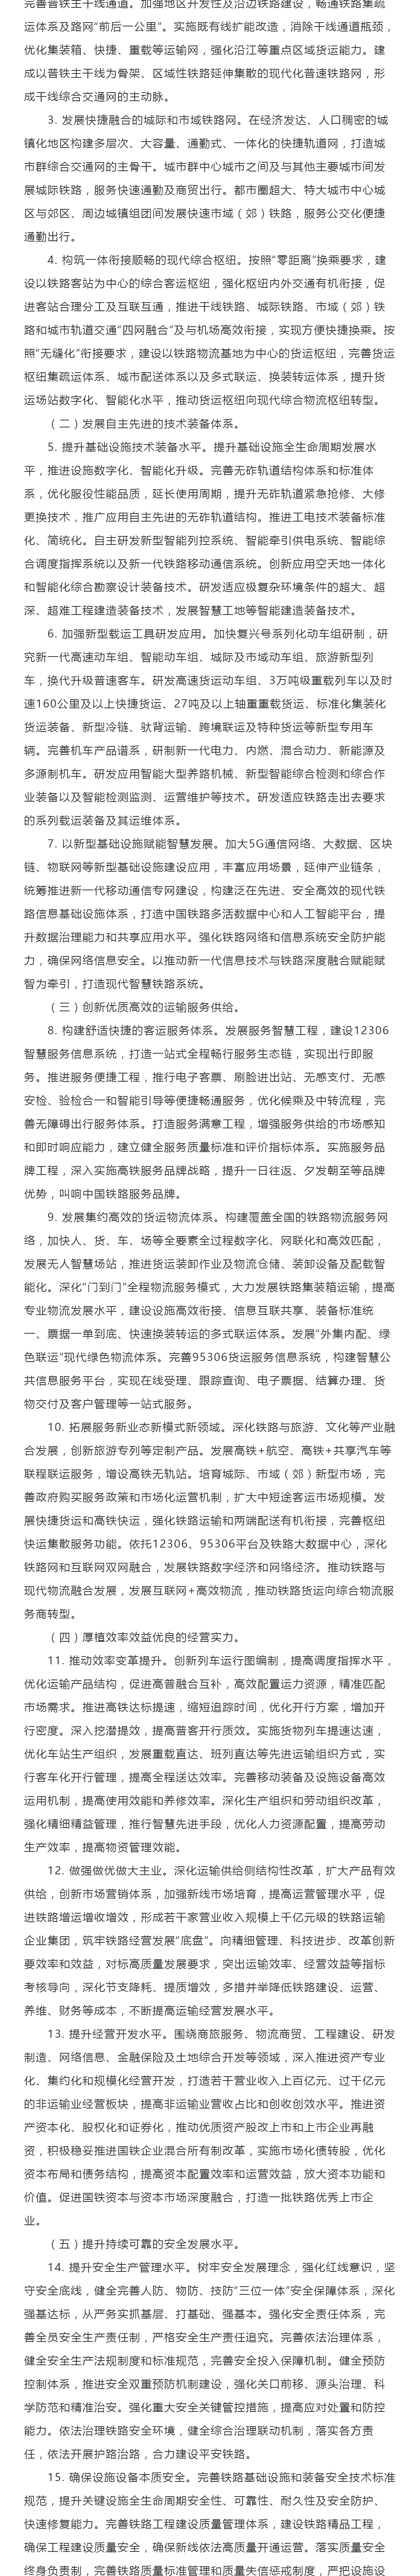 完善普铁主干线通道。加强地区开发性及沿边铁路建设，畅通铁路集疏
运体系及路网“前后一公里”。实施既有线扩能改造，消除干线通道瓶颈，
优化集装箱、快捷、重载等运输网，强化沿江等重点区域货运能力。建
成以普铁主干线为骨架、区域性铁路延伸集散的现代化普速铁路网，形
成干线综合交通网的主动脉。
3. 发展快捷融合的城际和市域铁路网。在经济发达、人口稠密的城
镇化地区构建多层次、大容量、通勤式、一体化的快捷轨道网，打造城
市群综合交通网的主骨干。城市群中心城市之间及与其他主要城市间发
展城际铁路，服务快速通勤及商贸出行。都市圈超大、特大城市中心城
区与郊区、周边城镇组团间发展快速市域（郊）铁路，服务公交化便捷
通勤出行。
4. 构筑一体衔接顺畅的现代综合枢纽。按照“零距离”换乘要求，建
设以铁路客站为中心的综合客运枢纽，强化枢纽内外交通有机衔接，促
进客站合理分工及互联互通，推进干线铁路、城际铁路、市域（郊）铁
路和城市轨道交通“四网融合”及与机场高效衔接，实现方便快捷换乘。按
照“无缝化”衔接要求，建设以铁路物流基地为中心的货运枢纽，完善货运
枢纽集疏运体系、城市配送体系以及多式联运、换装转运体系，提升货
运场站数字化、智能化水平，推动货运枢纽向现代综合物流枢纽转型。
（二）发展自主先进的技术装备体系。
5. 提升基础设施技术装备水平。提升基础设施全生命周期发展水
平，推进设施数字化、智能化升级。完善无砟轨道结构体系和标准体
系，优化服役性能品质，延长使用周期，提升无砟轨道紧急抢修、大修
更换技术，推广应用自主先进的无砟轨道结构。推进工电技术装备标准
化、简统化。自主研发新型智能列控系统、智能牵引供电系统、智能综
合调度指挥系统以及新一代铁路移动通信系统。创新应用空天地一体化
和智能化综合勘察设计装备技术。研发适应极复杂环境条件的超大、超
深、超难工程建造装备技术，发展智慧工地等智能建造装备技术。
6. 加强新型载运工具研发应用。加快复兴号系列化动车组研制，研
究新一代高速动车组、智能动车组、城际及市域动车组、旅游新型列
车，换代升级普速客车。研发高速货运动车组、3万吨级重载列车以及时
速160公里及以上快捷货运、27吨及以上轴重重载货运、标准化集装化
货运装备、新型冷链、驮背运输、跨境联运及特种货运等新型专用车
辆。完善机车产品谱系，研制新一代电力、内燃、混合动力、新能源及
多源制机车。研发应用智能大型养路机械、新型智能综合检测和综合作
业装备以及智能检测监测、运营维护等技术。研发适应铁路走出去要求
的系列载运装备及其运维体系。
7. 以新型基础设施赋能智慧发展。加大5G通信网络、大数据、区块
链、物联网等新型基础设施建设应用，丰富应用场景，延伸产业链条，
统筹推进新一代移动通信专网建设，构建泛在先进、安全高效的现代铁
路信息基础设施体系，打造中国铁路多活数据中心和人工智能平台，提
升数据治理能力和共享应用水平。强化铁路网络和信息系统安全防护能
力，确保网络信息安全。以推动新一代信息技术与铁路深度融合赋能赋
智为牵引，打造现代智慧铁路系统。
（三）创新优质高效的运输服务供给。
8. 构建舒适快捷的客运服务体系。发展服务智慧工程，建设12306
智慧服务信息系统，打造一站式全程畅行服务生态链，实现出行即服
务。推进服务便捷工程，推行电子客票、刷脸进出站、无感支付、无感
安检、验检合一和智能引导等便捷畅通服务，优化候乘及中转流程，完
善无障碍出行服务体系。打造服务满意工程，增强服务供给的市场感知
和即时响应能力，建立健全服务质量标准和评价指标体系。实施服务品
牌工程，深入实施高铁服务品牌战略，提升一日往返、夕发朝至等品牌
优势，叫响中国铁路服务品牌。
9. 发展集约高效的货运物流体系。构建覆盖全国的铁路物流服务网
络，加快人、货、车、场等全要素全过程数字化、网联化和高效匹配，
发展无人智慧场站，推进货运装卸作业及物流仓储、装卸设备及配载智
能化。深化“门到门”全程物流服务模式，大力发展铁路集装箱运输，提高
专业物流发展水平，建设设施高效衔接、信息互联共享、装备标准统
一、票据一单到底、快速换装转运的多式联运体系。发展“外集内配、绿
色联运”现代绿色物流体系。完善95306货运服务信息系统，构建智慧公
共信息服务平台，实现在线受理、跟踪查询、电子票据、结算办理、货
物交付及客户管理等一站式服务。
10. 拓展服务新业态新模式新领域。深化铁路与旅游、文化等产业融
合发展，创新旅游专列等定制产品。发展高铁+航空、高铁+共享汽车等
联程联运服务，增设高铁无轨站。培育城际、市域（郊）新型市场，完
善政府购买服务政策和市场化运营机制，扩大中短途客运市场规模。发
展快捷货运和高铁快运，强化铁路运输和两端配送有机衔接，完善枢纽
快运集散服务功能。依托12306、95306平台及铁路大数据中心，深化
铁路网和互联网双网融合，发展铁路数字经济和网络经济。推动铁路与
现代物流融合发展，发展互联网+高效物流，推动铁路货运向综合物流服
务商转型。
（四）厚植效率效益优良的经营实力。
11. 推动效率变革提升。创新列车运行图编制，提高调度指挥水平，
优化运输产品结构，促进高普融合互补，高效配置运力资源，精准匹配
市场需求。推进高铁达标提速，缩短追踪时间，优化开行方案，增加开
行密度。深入挖潜提效，提高普客开行质效。实施货物列车提速达速，
优化车站生产组织，发展重载直达、班列直达等先进运输组织方式，实
行客车化开行管理，提高全程送达效率。完善移动装备及设施设备高效
运用机制，提高使用效能和养修效率。深化生产组织和劳动组织改革，
强化精细精益管理，推行智慧先进手段，优化人力资源配置，提高劳动
生产效率，提高物资管理效能。
12. 做强做优做大主业。深化运输供给侧结构性改革，扩大产品有效
供给，创新市场营销体系，加强新线市场培育，提高运营管理水平，促
进铁路增运增收增效，形成若干家营业收入规模上千亿元级的铁路运输
企业集团，筑牢铁路经营发展“底盘”。向精细管理、科技进步、改革创新
要效率和效益，对标高质量发展要求，突出运输效率、经营效益等指标
考核导向，深化节支降耗、提质增效，多措并举降低铁路建设、运营、
养维、财务等成本，不断提高运输经营发展水平。
13. 提升经营开发水平。围绕商旅服务、物流商贸、工程建设、研发
制造、网络信息、金融保险及土地综合开发等领域，深入推进资产专业
化、集约化和规模化经营开发，打造若干营业收入上百亿元、过千亿元
的非运输业经营板块，提高非运输业营收占比和创收创效水平。推进资
产资本化、股权化和证券化，推动优质资产股改上市和上市企业再融
资，积极稳妥推进国铁企业混合所有制改革，实施市场化债转股，优化
资本布局和债务结构，提高资本配置效率和运营效益，放大资本功能和
价值。促进国铁资本与资本市场深度融合，打造一批铁路优秀上市企
业。
（五）提升持续可靠的安全发展水平。
14. 提升安全生产管理水平。树牢安全发展理念，强化红线意识，坚
守安全底线，健全完善人防、物防、技防“三位一体”安全保障体系，深化
强基达标，从严务实抓基层、打基础、强基本。强化安全责任体系，完
善全员安全生产责任制，严格安全生产责任追究。完善依法治理体系，
健全安全生产法规制度和标准规范，完善安全投入保障机制。健全预防
控制体系，推进安全双重预防机制建设，强化关口前移、源头治理、科
学防范和精准治安。强化重大安全关键管控措施，提高应对处置和防控
能力。依法治理铁路安全环境，健全综合治理联动机制，落实各方责
任，依法开展护路治路，合力建设平安铁路。
15. 确保设施设备本质安全。完善铁路基础设施和装备安全技术标准
规范，提升关键设施全生命周期安全性、可靠性、耐久性及安全防护、
快速修复能力。完善铁路工程建设质量管理体系，建设铁路精品工程，
确保工程建设质量安全，确保新线依法高质量开通运营。落实质量安全
终身负责制，完善铁路质量标准管理和质量失信惩戒制度，严把设施设